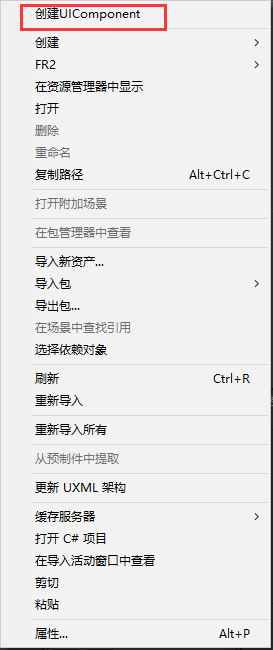 创建UIComponent
创建
FR2
在资源管理器中显示
打开
删除
重命名
复制路径 Alt+Ctrl+C
打开附加场景
在包管理器中查看
导入新资产...
导入包
导出包...
在场景中查找引用
选择依赖对象
刷新 Ctrl+R
重新导入
重新导入所有
从预制件中提取
更新 UXML 架构
缓存服务器
打开 C# 项目
在导入活动窗口中查看
剪切
粘贴
属性... Alt+P